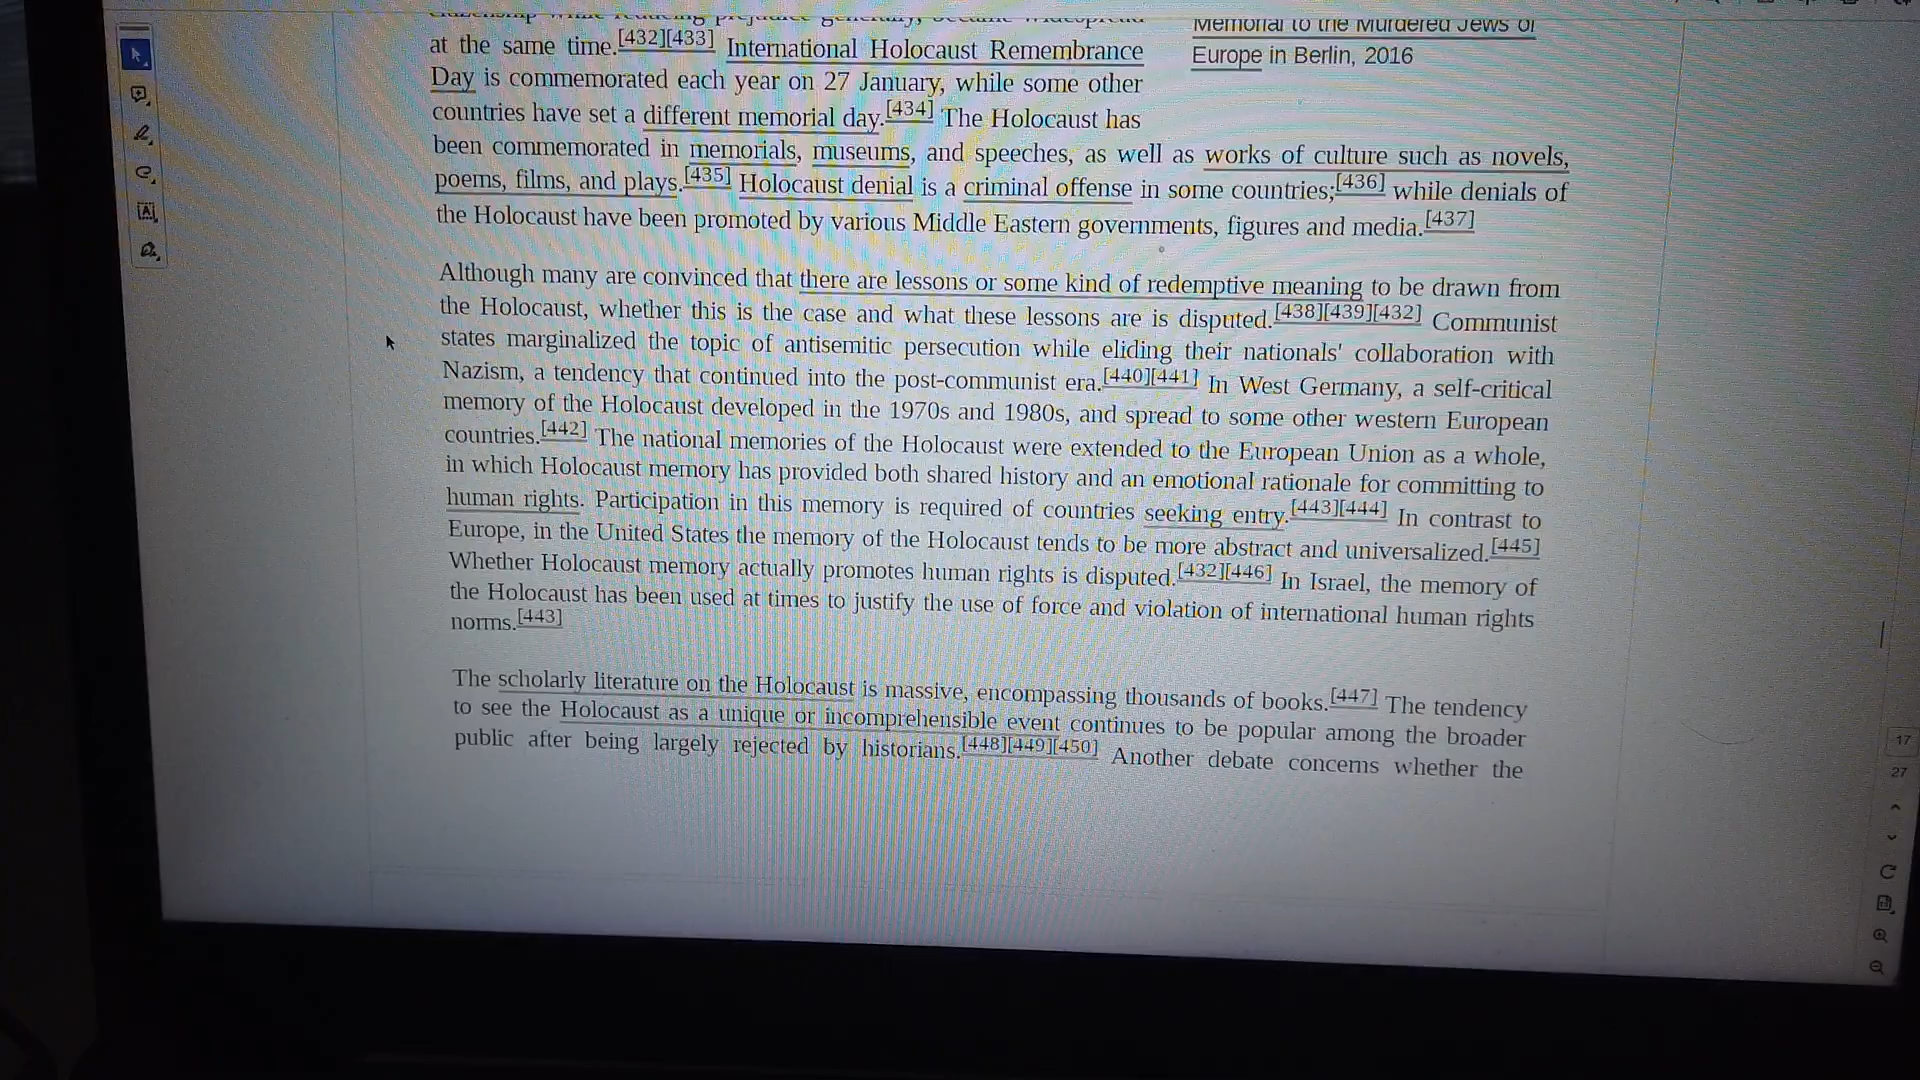 citizenship while reducing prejudice generally, became widespread
at the same time.[432][433] International Holocaust Remembrance
Day is commemorated each year on 27 January, while some other
countries have set a different memorial day.[434] The Holocaust has
Memorial to the Murdered Jews of
Europe in Berlin, 2016
been commemorated in memorials, museums, and speeches, as well as works of culture such as novels,
poems, films, and plays.[435] Holocaust denial is a criminal offense in some countries;[436] while denials of
the Holocaust have been promoted by various Middle Eastern governments, figures and media.[437]
Although many are convinced that there are lessons or some kind of redemptive meaning to be drawn from
the Holocaust, whether this is the case and what these lessons are is disputed.[438][439][432] Communist
states marginalized the topic of antisemitic persecution while eliding their nationals' collaboration with
Nazism, a tendency that continued into the post-communist era.[440][441] In West Germany, a self-critical
memory of the Holocaust developed in the 1970s and 1980s, and spread to some other western European
countries.[442] The national memories of the Holocaust were extended to the European Union as a whole,
in which Holocaust memory has provided both shared history and an emotional rationale for committing to
human rights. Participation in this memory is required of countries seeking entry.[443][444] In contrast to
Europe, in the United States the memory of the Holocaust tends to be more abstract and universalized.[445]
Whether Holocaust memory actually promotes human rights is disputed.[432][446] In Israel, the memory of
the Holocaust has been used at times to justify the use of force and violation of international human rights
norms.[443]
The scholarly literature on the Holocaust is massive, encompassing thousands of books.[447] The tendency
to see the Holocaust as a unique or incomprehensible event continues to be popular among the broader
public after being largely rejected by historians.[448][449][450] Another debate concerns whether the
17
27